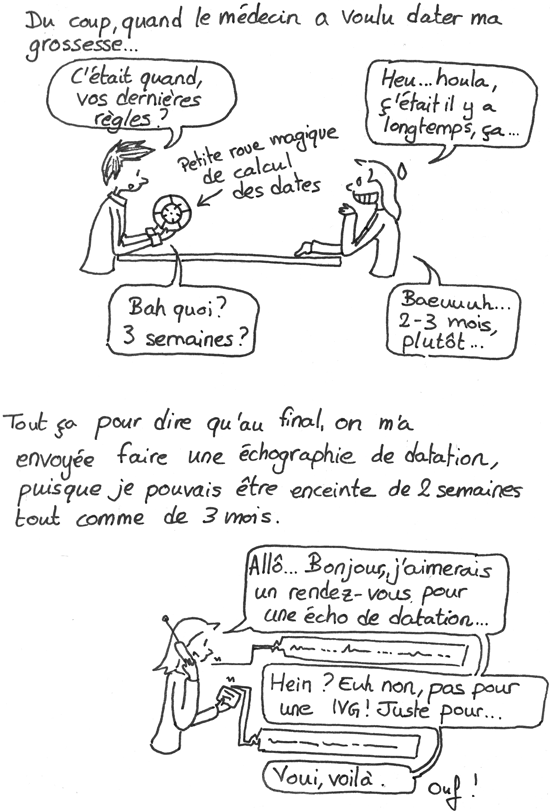 Du coup, quand le médecin a voulu dater ma
grossesse...
C'était quand,
vos dernières
règles ?
Heu... houla,
ç'était il y a
longtemps, ça...
Petite roue magique
de calcul
des dates
Bah quoi ?
3 semaines ?
Baeuuuh...
2-3 mois,
plutôt...
Tout ça pour dire qu'au final, on m'a
envoyée faire une échographie de datation,
puisque je pouvais être enceinte de 2 semaines
tout comme de 3 mois.
Allô... Bonjour, j'aimerais
un rendez-vous pour
une écho de datation...
Hein ? Euh non, pas pour
une IVG ! Juste pour...
Voui, voilà.
Ouf !